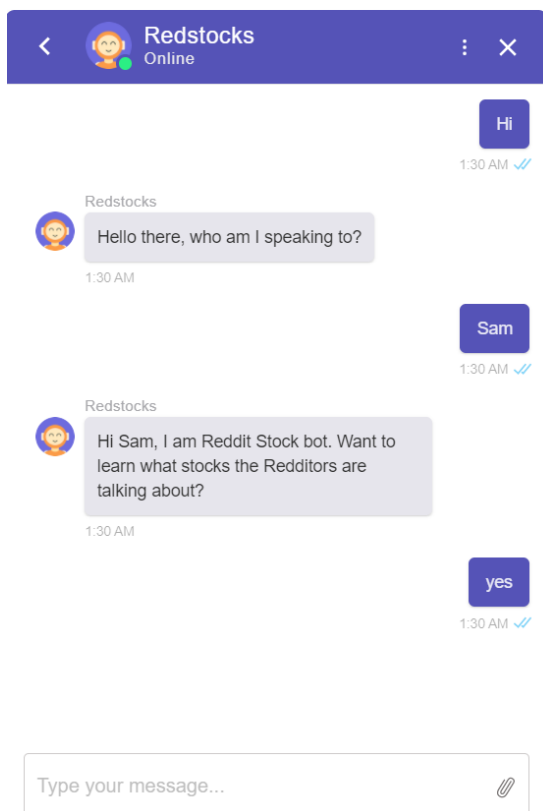 Redstocks
Online
Hi
1:30 AM
Redstocks
Hello there, who am I speaking to?
1:30 AM
Sam
1:30 AM
Redstocks
Hi Sam, I am Reddit Stock bot. Want to
learn what stocks the Redditors are
talking about?
1:30 AM
yes
1:30 AM
Type your message...